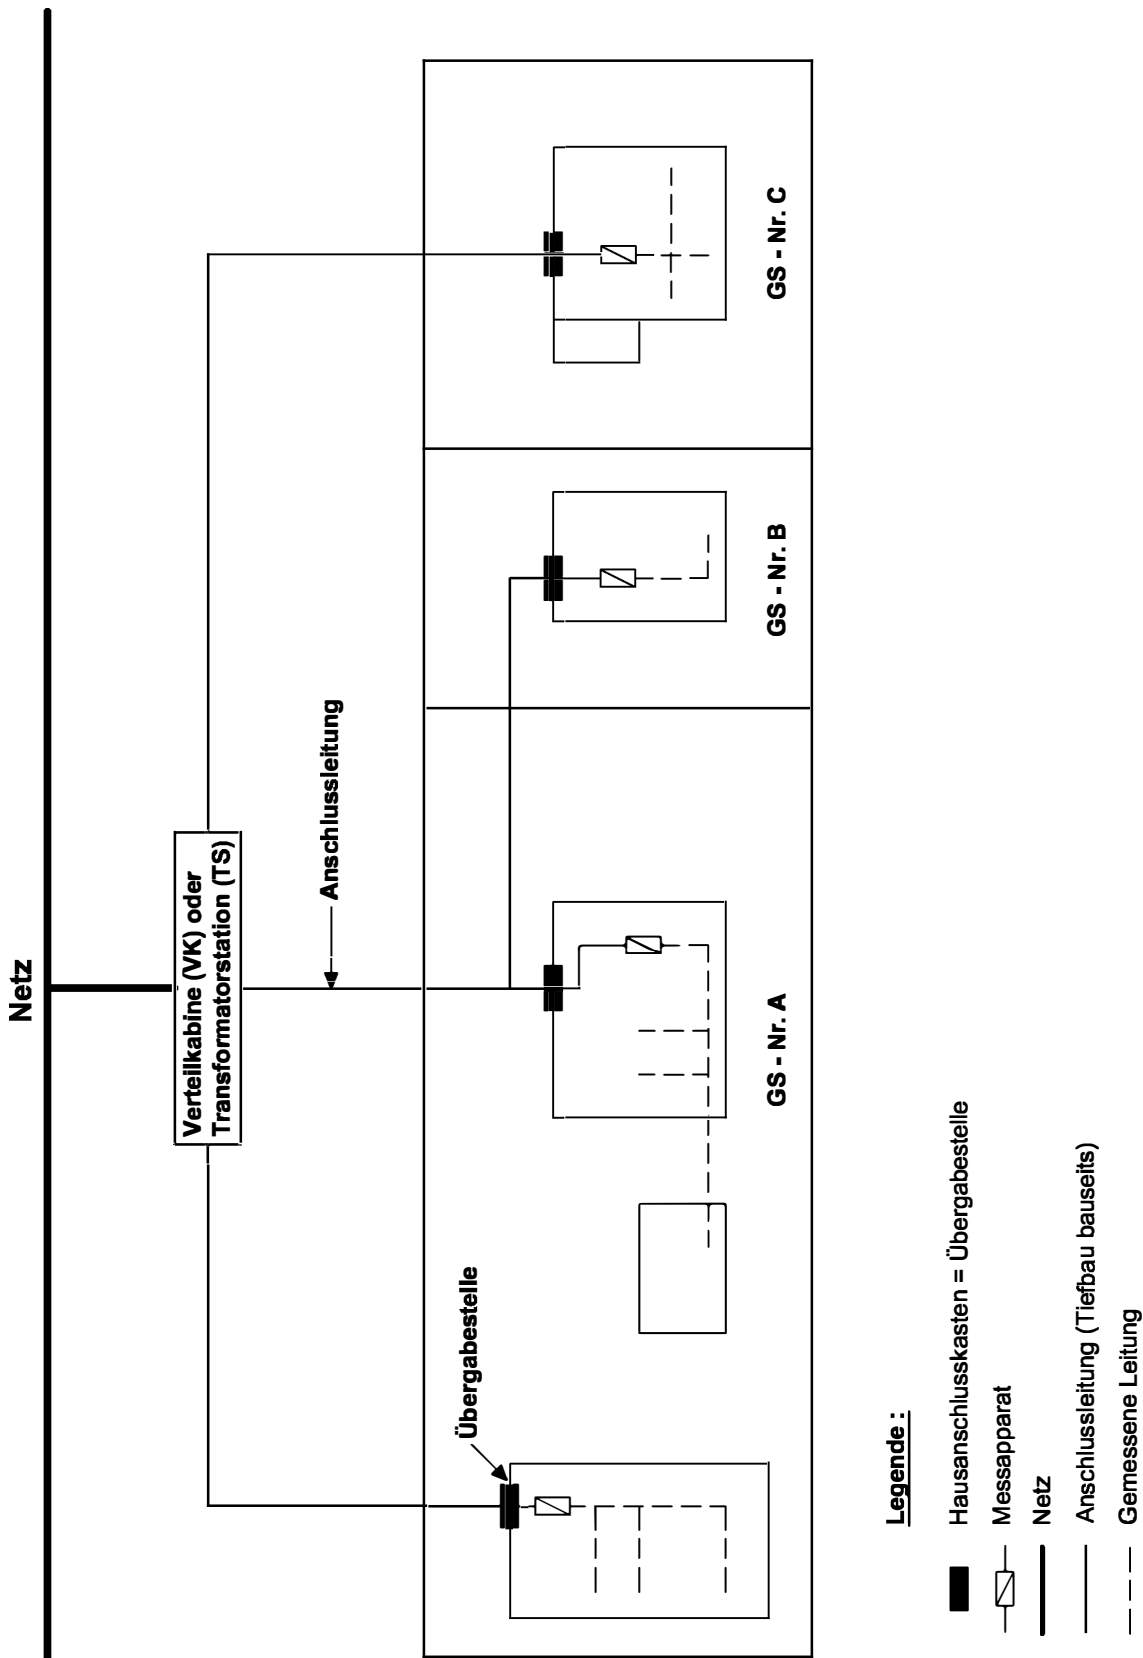 Netz
Verteilkabine (VK) oder
Transformatorstation (TS)
Anschlussleitung
Übergabestelle
GS - Nr. A
GS - Nr. B
GS - Nr. C
Legende :
Hausanschlusskasten = Übergabestelle
Messapparat
Netz
Anschlussleitung (Tiefbau bauseits)
Gemessene Leitung